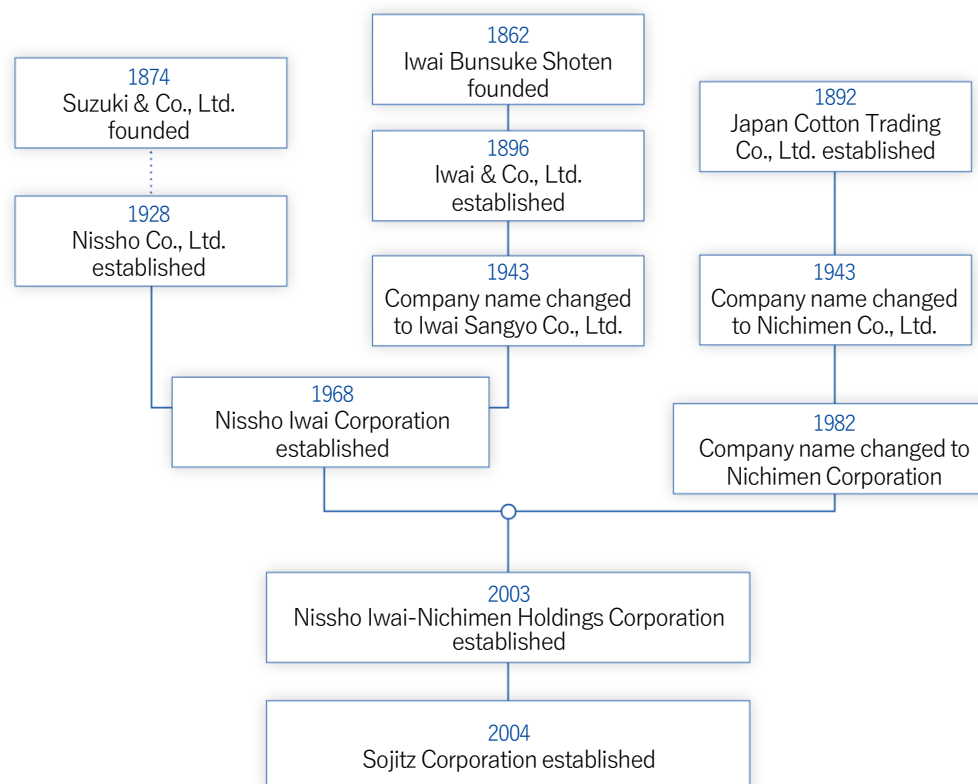 1874
Suzuki & Co., Ltd.
founded
1928
Nissho Co., Ltd.
established
1862
Iwai Bunsuke Shoten
founded
1896
Iwai & Co., Ltd.
established
1943
Company name changed
to Iwai Sangyo Co., Ltd.
1892
Japan Cotton Trading
Co., Ltd. established
1943
Company name changed
to Nichimen Co., Ltd.
1968
Nissho Iwai Corporation
established
1982
Company name changed to
Nichimen Corporation
2003
Nissho Iwai-Nichimen Holdings Corporation
established
2004
Sojitz Corporation established